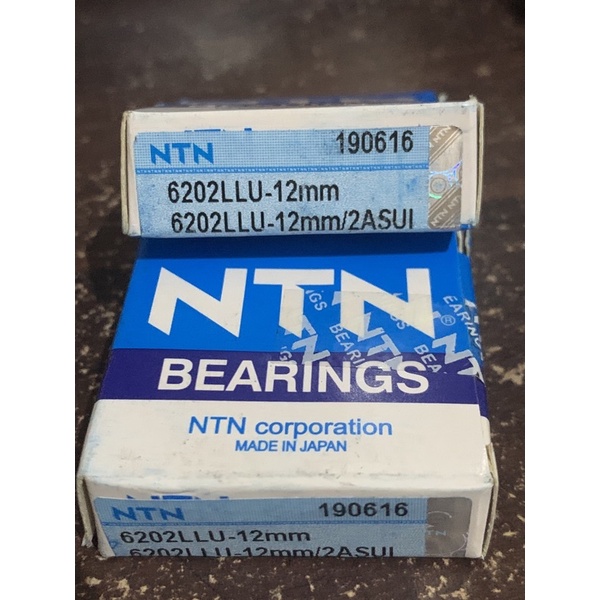 NTN 190616
6202LLU-12mm
6202LLU-12mm/2ASUI
NTN
BEARINGS
NTN corporation
MADE IN JAPAN
NTN 190616
6202LLU-12mm
6202LLU-12mm/2ASUI